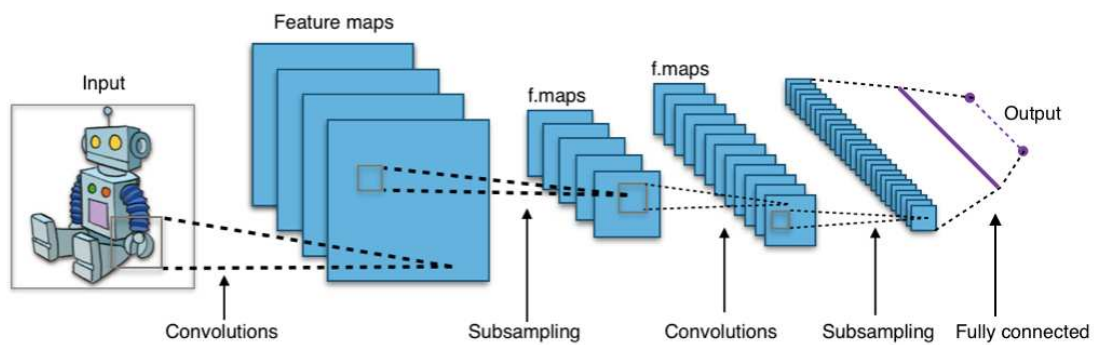 Feature maps
Input
f.maps
f.maps
Output
Convolutions
Subsampling
Convolutions
Subsampling
Fully connected